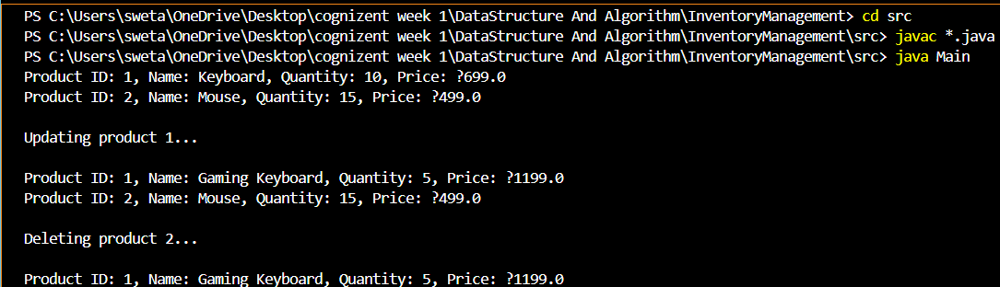 PS C:\Users\sweta\OneDrive\Desktop\cognizent week 1\DataStructure And Algorithm\InventoryManagement> cd src
PS C:\Users\sweta\OneDrive\Desktop\cognizent week 1\DataStructure And Algorithm\InventoryManagement\src> javac *.java
PS C:\Users\sweta\OneDrive\Desktop\cognizent week 1\DataStructure And Algorithm\InventoryManagement\src> java Main
Product ID: 1, Name: Keyboard, Quantity: 10, Price: ?699.0
Product ID: 2, Name: Mouse, Quantity: 15, Price: ?499.0
Updating product 1...
Product ID: 1, Name: Gaming Keyboard, Quantity: 5, Price: ?1199.0
Product ID: 2, Name: Mouse, Quantity: 15, Price: ?499.0
Deleting product 2...
Product ID: 1, Name: Gaming Keyboard, Quantity: 5, Price: ?1199.0